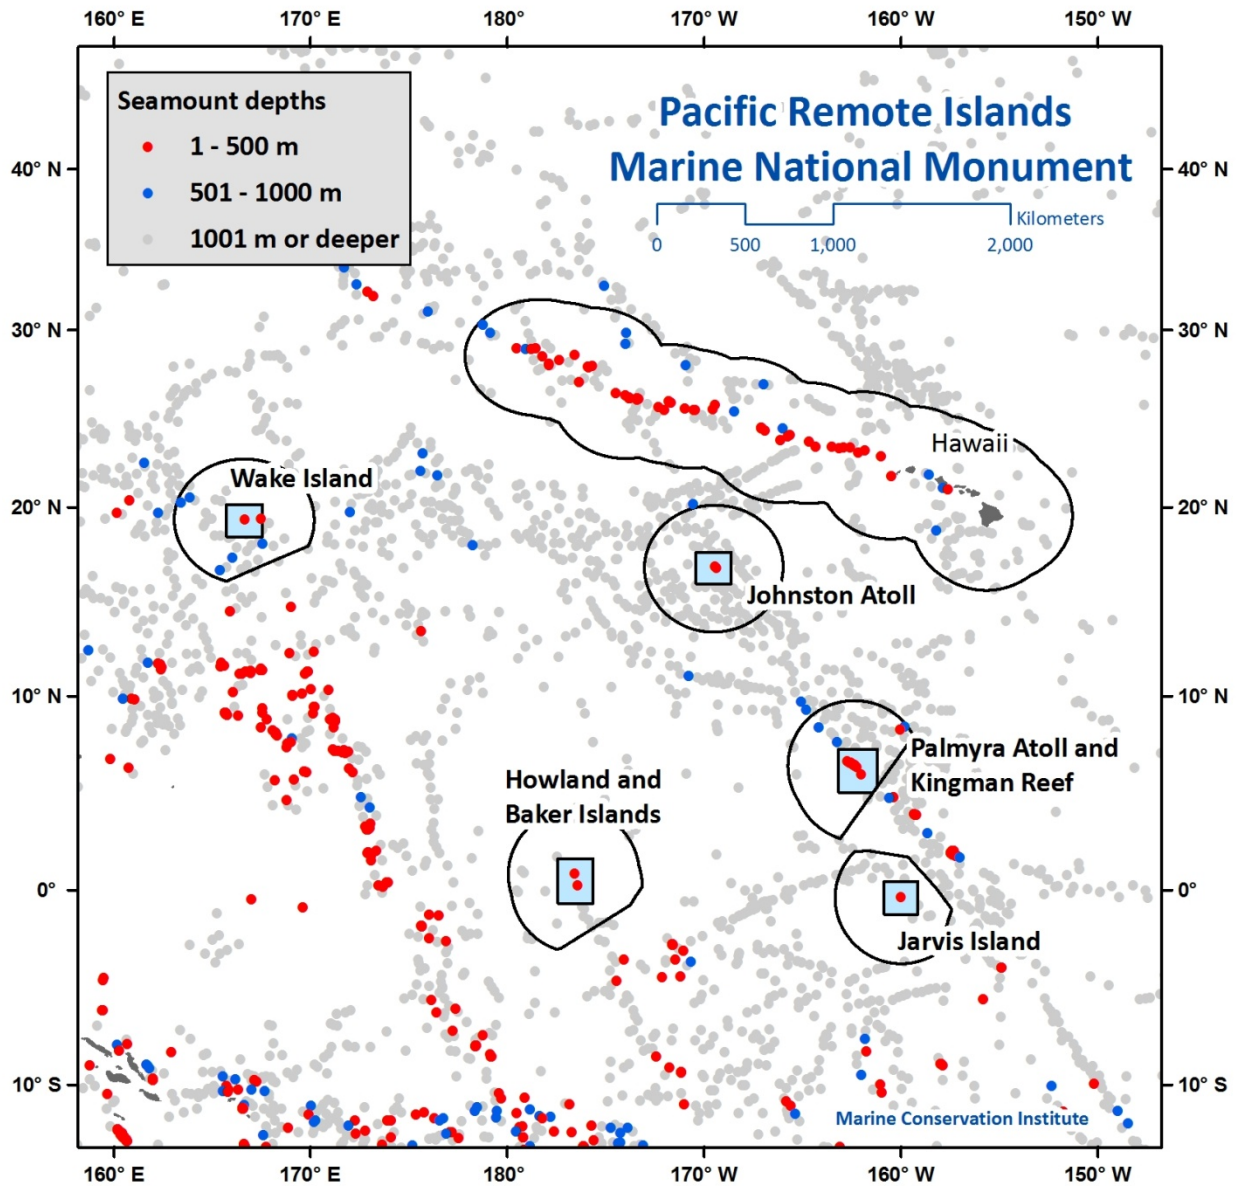 160° E 170° E 180° 170° W 160° W 150° W
Seamount depths
1 - 500 m
501 - 1000 m
1001 m or deeper
Pacific Remote Islands
Marine National Monument
Kilometers
0 500 1,000 2,000
40° N 40° N
30° N 30° N
Hawaii
Wake Island
20° N 20° N
Johnston Atoll
10° N 10° N
Palmyra Atoll and
Kingman Reef
Howland and
Baker Islands
0° 0°
Jarvis Island
10° S 10° S
Marine Conservation Institute
160° E 170° E 180° 170° W 160° W 150° W